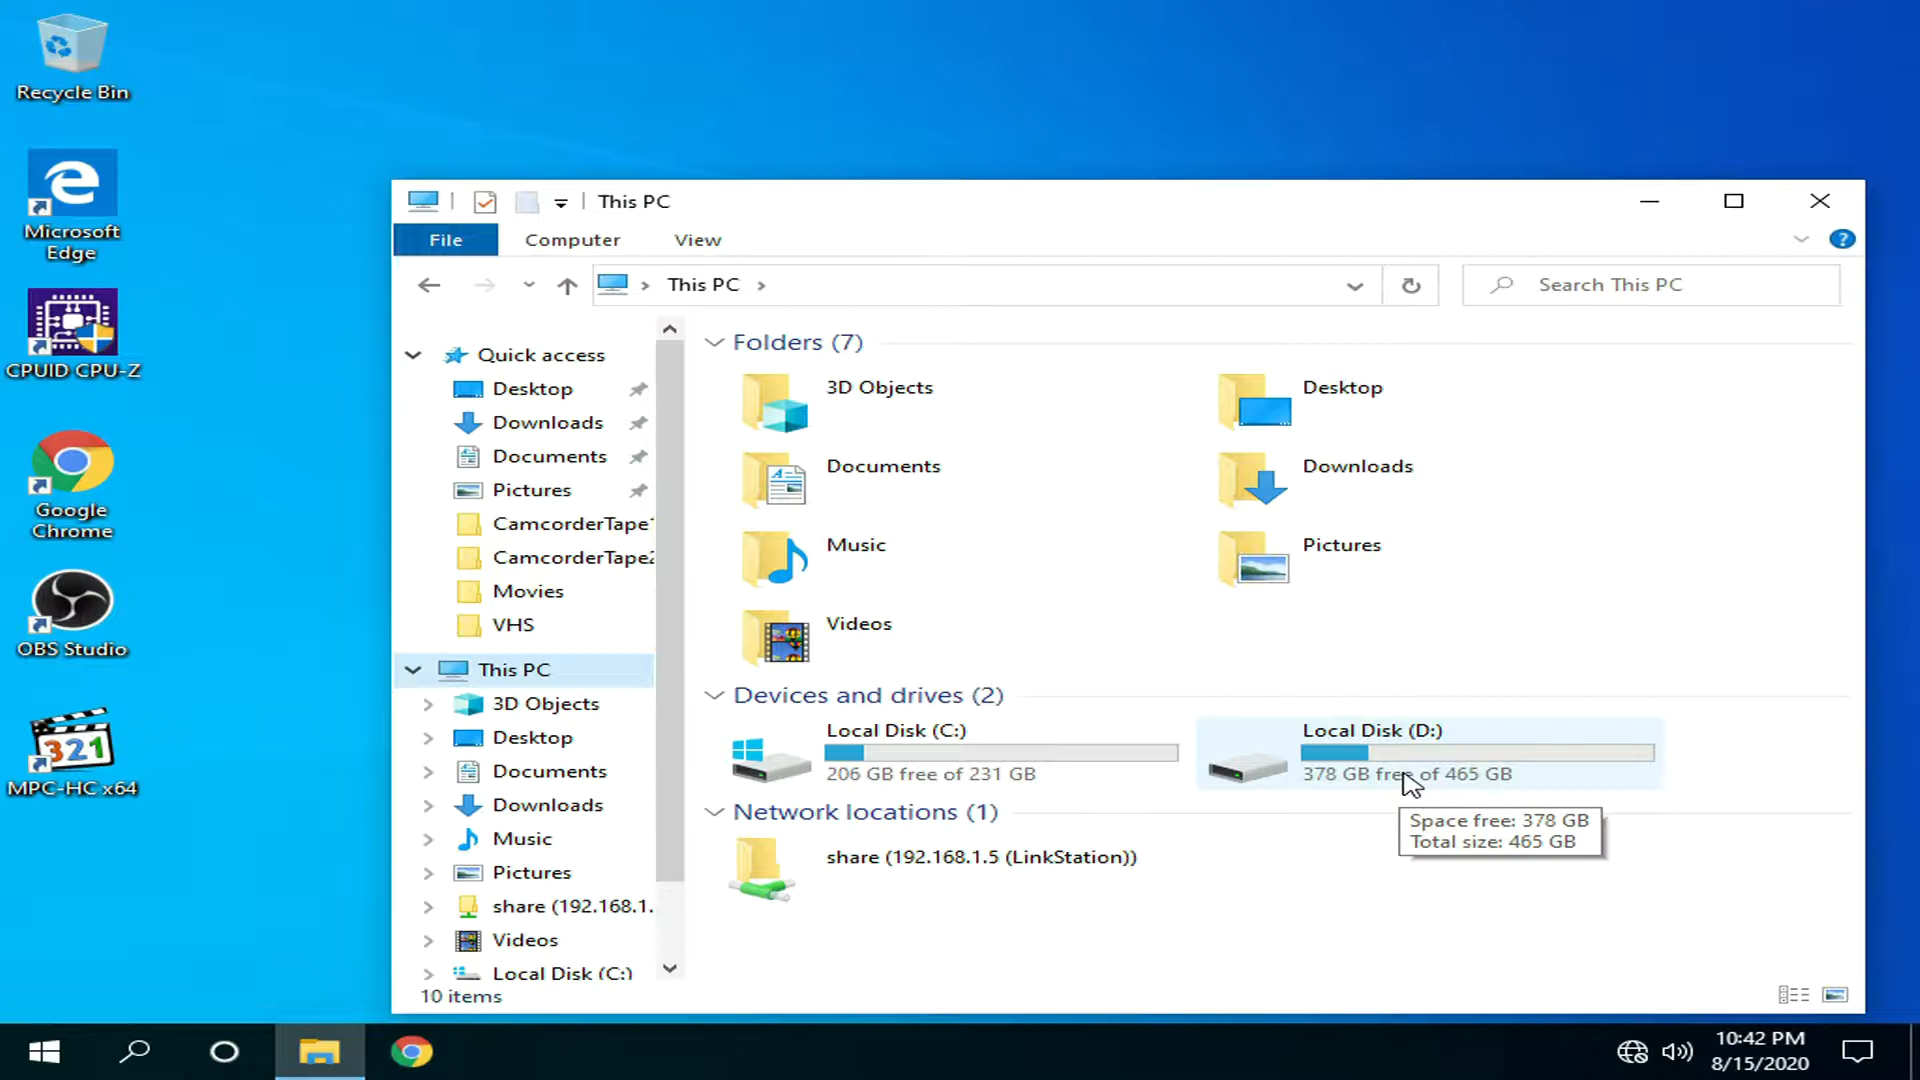 Recycle Bin
Microsoft
Edge
CPUID CPU-Z
Google
Chrome
OBS Studio
321
MPC-HC x64
This PC
File
Computer
View
?
This PC
Search This PC
Quick access
Desktop
Downloads
Documents
Pictures
CamcorderTape1
CamcorderTape2
Movies
VHS
This PC
3D Objects
Desktop
Documents
Downloads
Music
Pictures
share (192.168.1.
Videos
Local Disk (C:)
Folders (7)
3D Objects
Desktop
Documents
Downloads
Music
Pictures
Videos
Devices and drives (2)
Local Disk (C:)
206 GB free of 231 GB
Local Disk (D:)
378 GB free of 465 GB
Space free: 378 GB
Total size: 465 GB
Network locations (1)
share (192.168.1.5 (LinkStation))
10 items
10:42 PM
8/15/2020